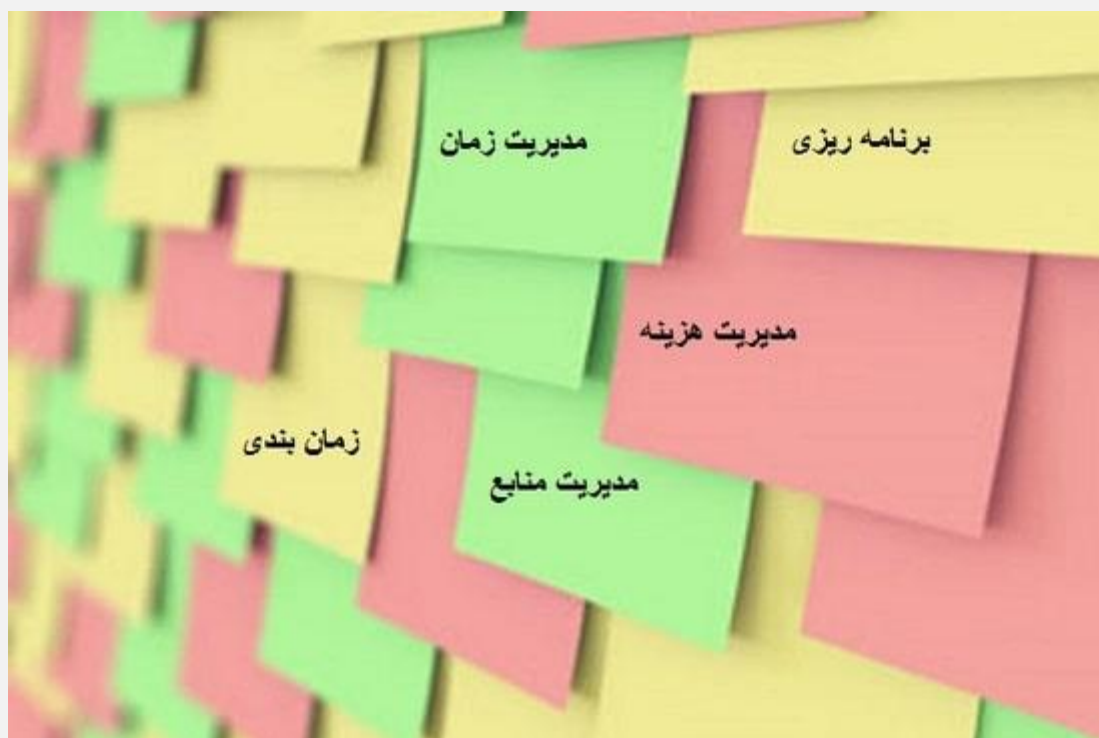 برنامه ریزی
مدیریت زمان
مدیریت هزینه
مدیریت منابع
زمان بندی